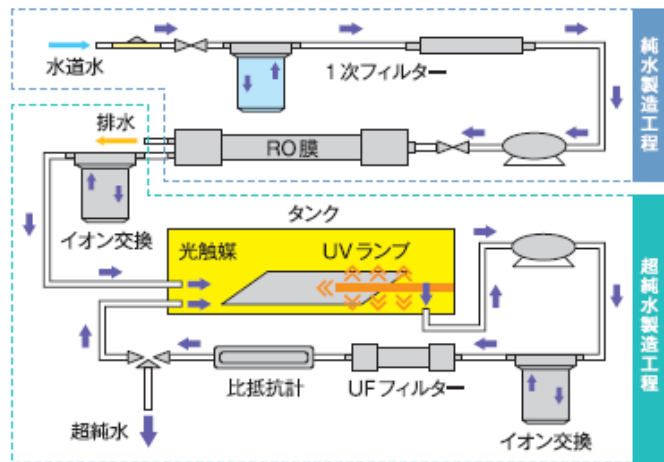 水道水
1次フィルター
純水製造工程
排水
RO膜
イオン交換
タンク
光触媒
UVランプ
超純水製造工程
比抵抗計
UFフィルター
超純水
イオン交換